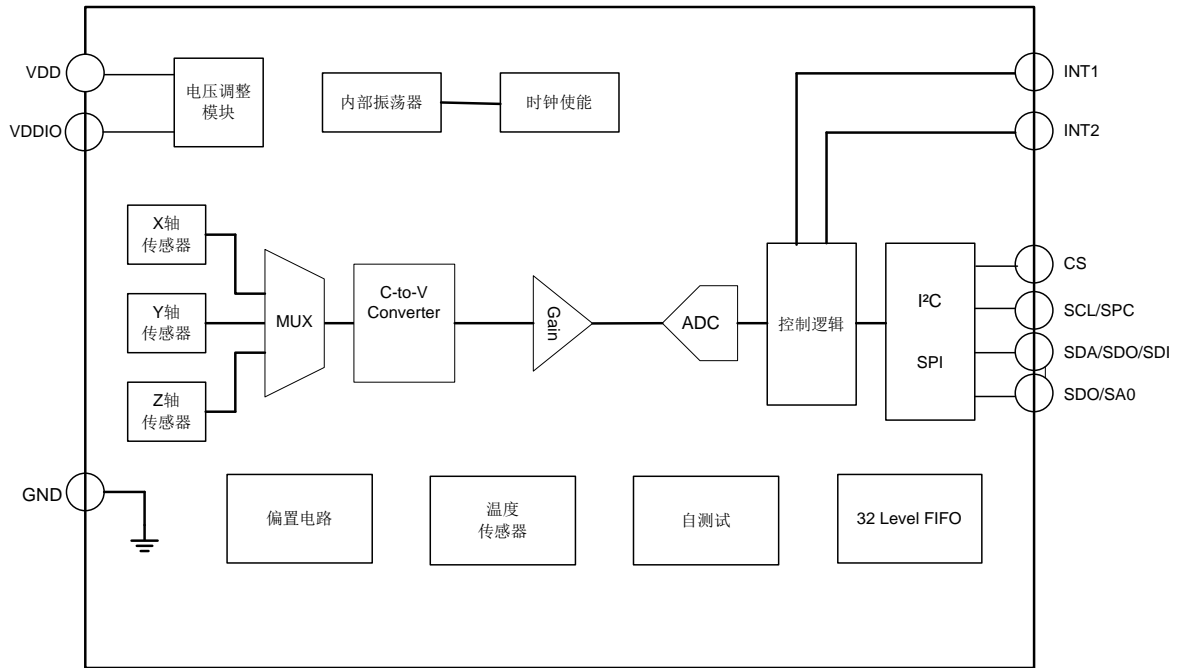 VDD
电压调整
模块
VDDIO
内部振荡器
时钟使能
INT1
INT2
X轴
传感器
Y轴
传感器
Z轴
传感器
MUX
C-to-V
Converter
Gain
ADC
控制逻辑
I²C
SPI
CS
SCL/SPC
SDA/SDO/SDI
SDO/SA0
GND
偏置电路
温度
传感器
自测试
32 Level FIFO